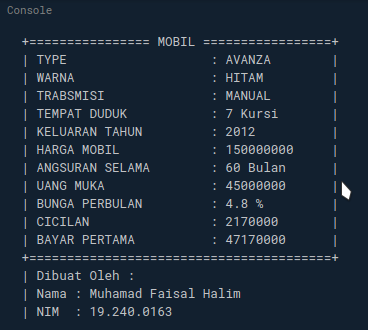 Console
+================ MOBIL =================+
| TYPE : AVANZA |
| WARNA : HITAM |
| TRABSMISI : MANUAL |
| TEMPAT DUDUK : 7 Kursi |
| KELUARAN TAHUN : 2012 |
| HARGA MOBIL : 150000000 |
| ANGSURAN SELAMA : 60 Bulan |
| UANG MUKA : 45000000 |
| BUNGA PERBULAN : 4.8 % |
| CICILAN : 2170000 |
| BAYAR PERTAMA : 47170000 |
+========================================+
| Dibuat Oleh :
| Nama : Muhamad Faisal Halim
| NIM : 19.240.0163